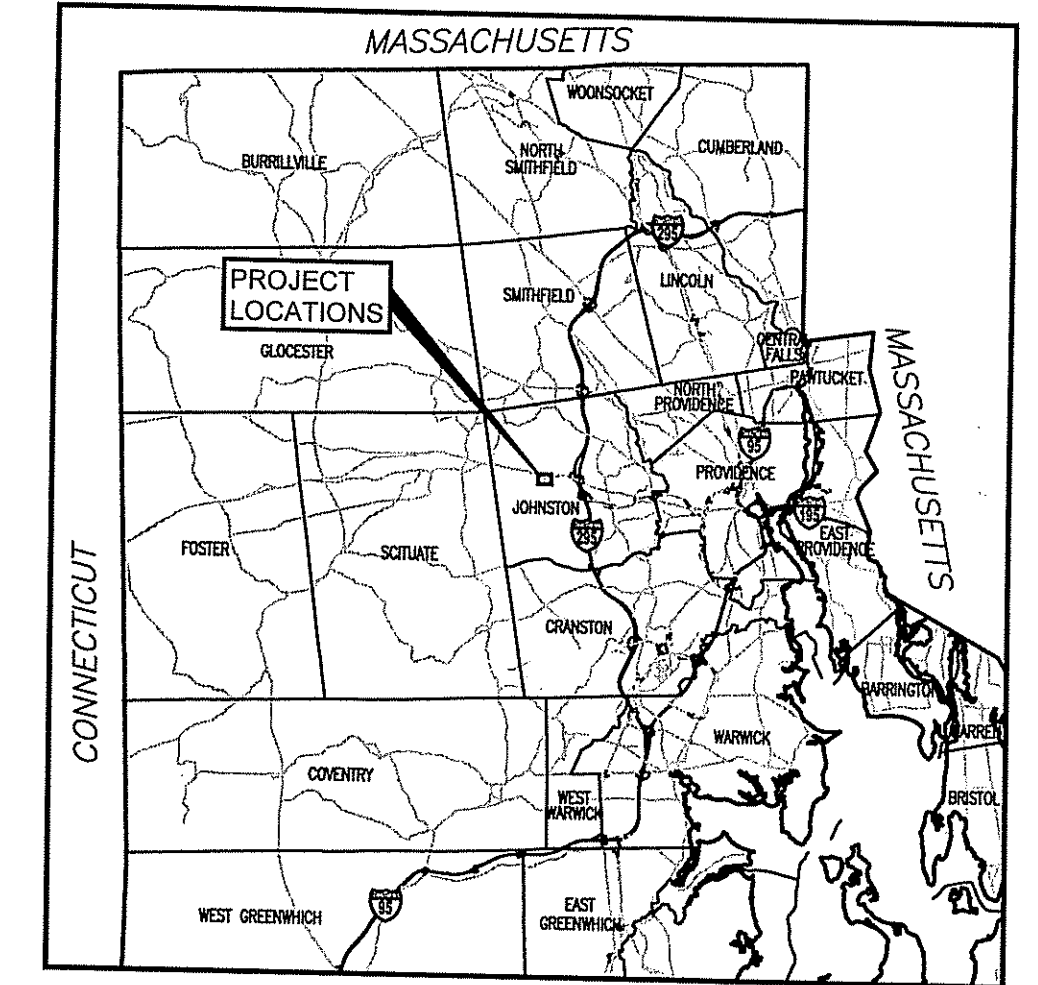 MASSACHUSETTS
WOONSOCKET
BURRILLVILLE
NORTH
SMITHFIELD
CUMBERLAND
295
PROJECT
LOCATIONS
SMITHFIELD
LINCOLN
GLOCESTER
CENTRAL
FALLS
PAWTUCKET
MASSACHUSETTS
NORTH
PROVIDENCE
95
PROVIDENCE
JOHNSTON
195
295
EAST
PROVIDENCE
FOSTER
SCITUATE
CONNECTICUT
CRANSTON
BARRINGTON
WARREN
WARWICK
COVENTRY
WEST
WARWICK
BRISTOL
95
WEST GREENWHICH
EAST
GREENWHICH